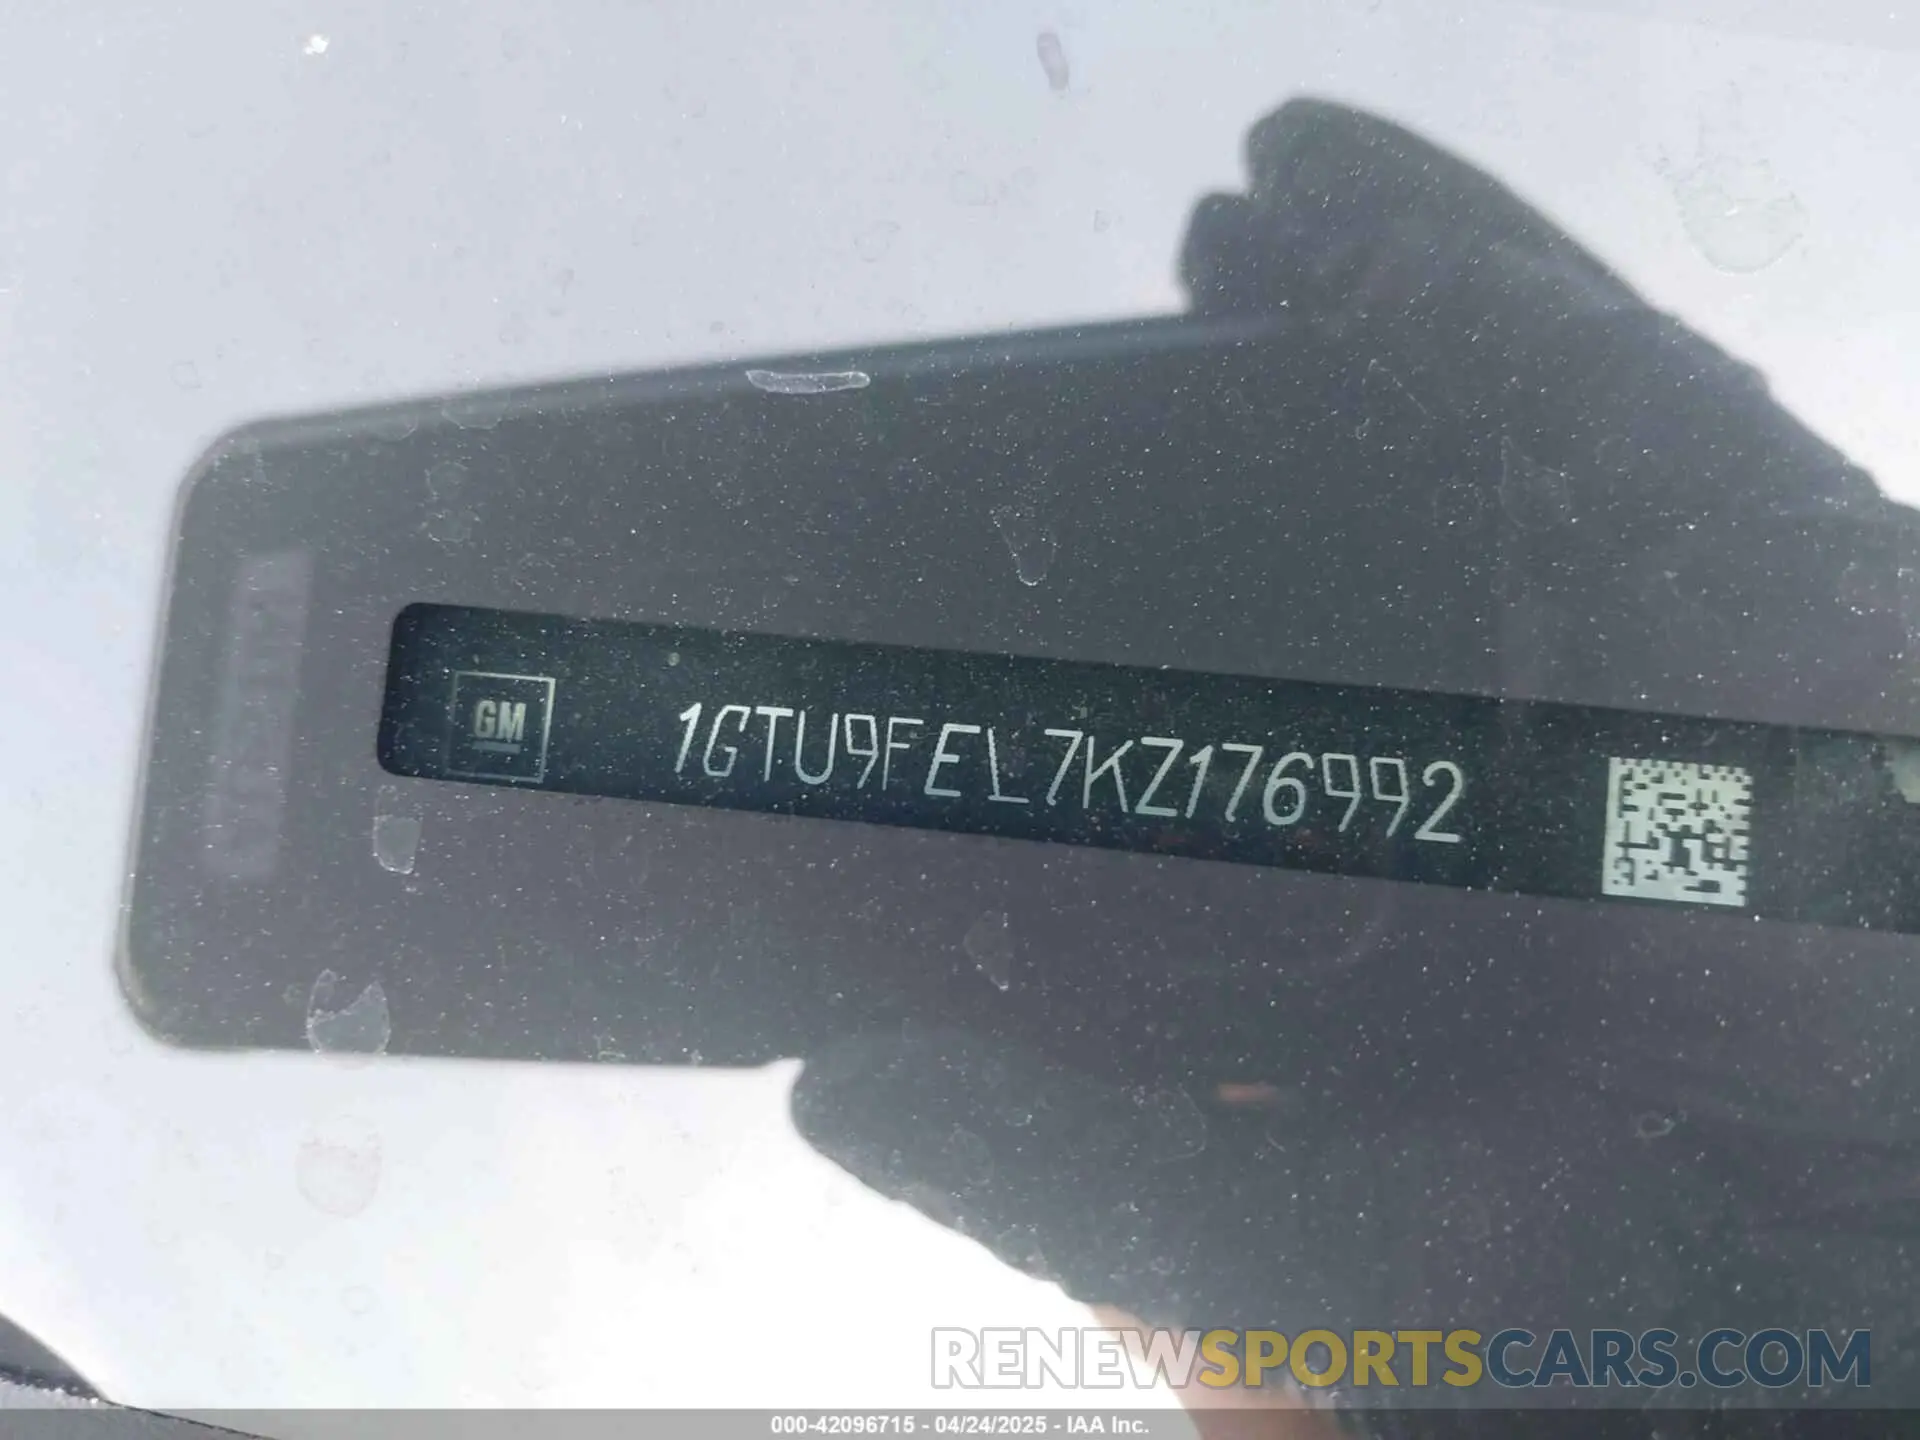 GM 1GTU9FEL7KZ176992
RENEWSPORTSCARS.COM
000-42096715 - 04/24/2025 - IAA Inc.